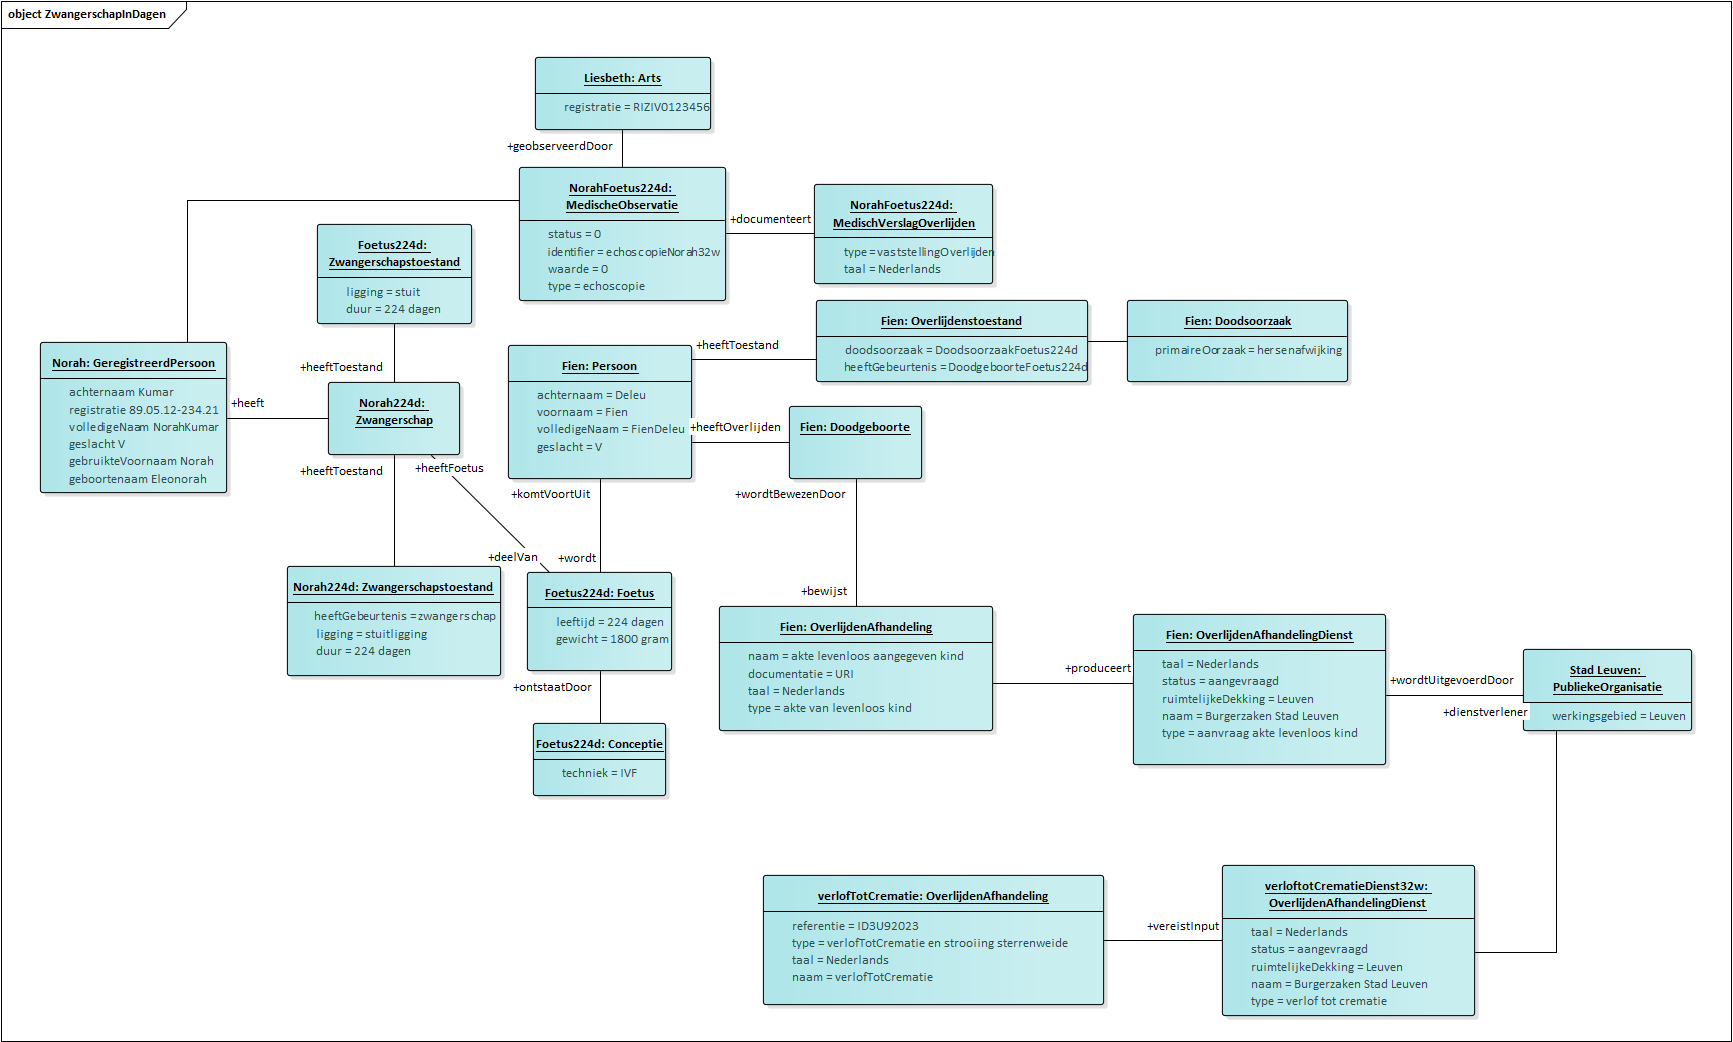 object ZwangerschapInDagen
Liesbeth: Arts
registratie = RIZIV0123456
+geobserveerdDoor
NorahFoetus224d:
MedischeObservatie
status = 0
identifier = echoscopieNorah32w
waarde = 0
type = echoscopie
+documenteert
NorahFoetus224d:
MedischVerslagOverlijden
type = vaststellingOverlijden
taal = Nederlands
Foetus224d:
Zwangerschapstoestand
ligging = stuit
duur = 224 dagen
+heeftToestand
Norah: GeregistreerdPersoon
achternaam Kumar
registratie 89.05.12-234.21
volledigeNaam NorahKumar
geslacht V
gebruikteVoornaam Norah
geboortenaam Eleonorah
+heeft
Norah224d:
Zwangerschap
+heeftToestand
+heeftFoetus
Fien: Persoon
achternaam = Deleu
voornaam = Fien
volledigeNaam = FienDeleu
geslacht = V
+heeftToestand
Fien: Overlijdenstoestand
doodsoorzaak = DoodsoorzaakFoetus224d
heeftGebeurtenis = DoodgeboorteFoetus224d
Fien: Doodsoorzaak
primaireOorzaak = hersenafwijking
+heeftOverlijden
Fien: Doodgeboorte
+komtVoortUit
+wordtBewezenDoor
+deelVan
+wordt
Norah224d: Zwangerschapstoestand
heeftGebeurtenis = zwangerschap
ligging = stuitligging
duur = 224 dagen
Foetus224d: Foetus
leeftijd = 224 dagen
gewicht = 1800 gram
+ontstaatDoor
Foetus224d: Conceptie
techniek = IVF
+bewijst
Fien: OverlijdenAfhandeling
naam = akte levenloos aangegeven kind
documentatie = URI
taal = Nederlands
type = akte van levenloos kind
+produceert
Fien: OverlijdenAfhandelingDienst
taal = Nederlands
status = aangevraagd
ruimtelijkeDekking = Leuven
naam = Burgerzaken Stad Leuven
type = aanvraag akte levenloos kind
+wordtUitgevoerdDoor
+dienstverlener
Stad Leuven:
PubliekeOrganisatie
werkingsgebied = Leuven
verlofTotCrematie: OverlijdenAfhandeling
referentie = ID3U92023
type = verlofTotCrematie en strooiing sterrenweide
taal = Nederlands
naam = verlofTotCrematie
+vereistInput
verloftotCrematieDienst32w:
OverlijdenAfhandelingDienst
taal = Nederlands
status = aangevraagd
ruimtelijkeDekking = Leuven
naam = Burgerzaken Stad Leuven
type = verlof tot crematie